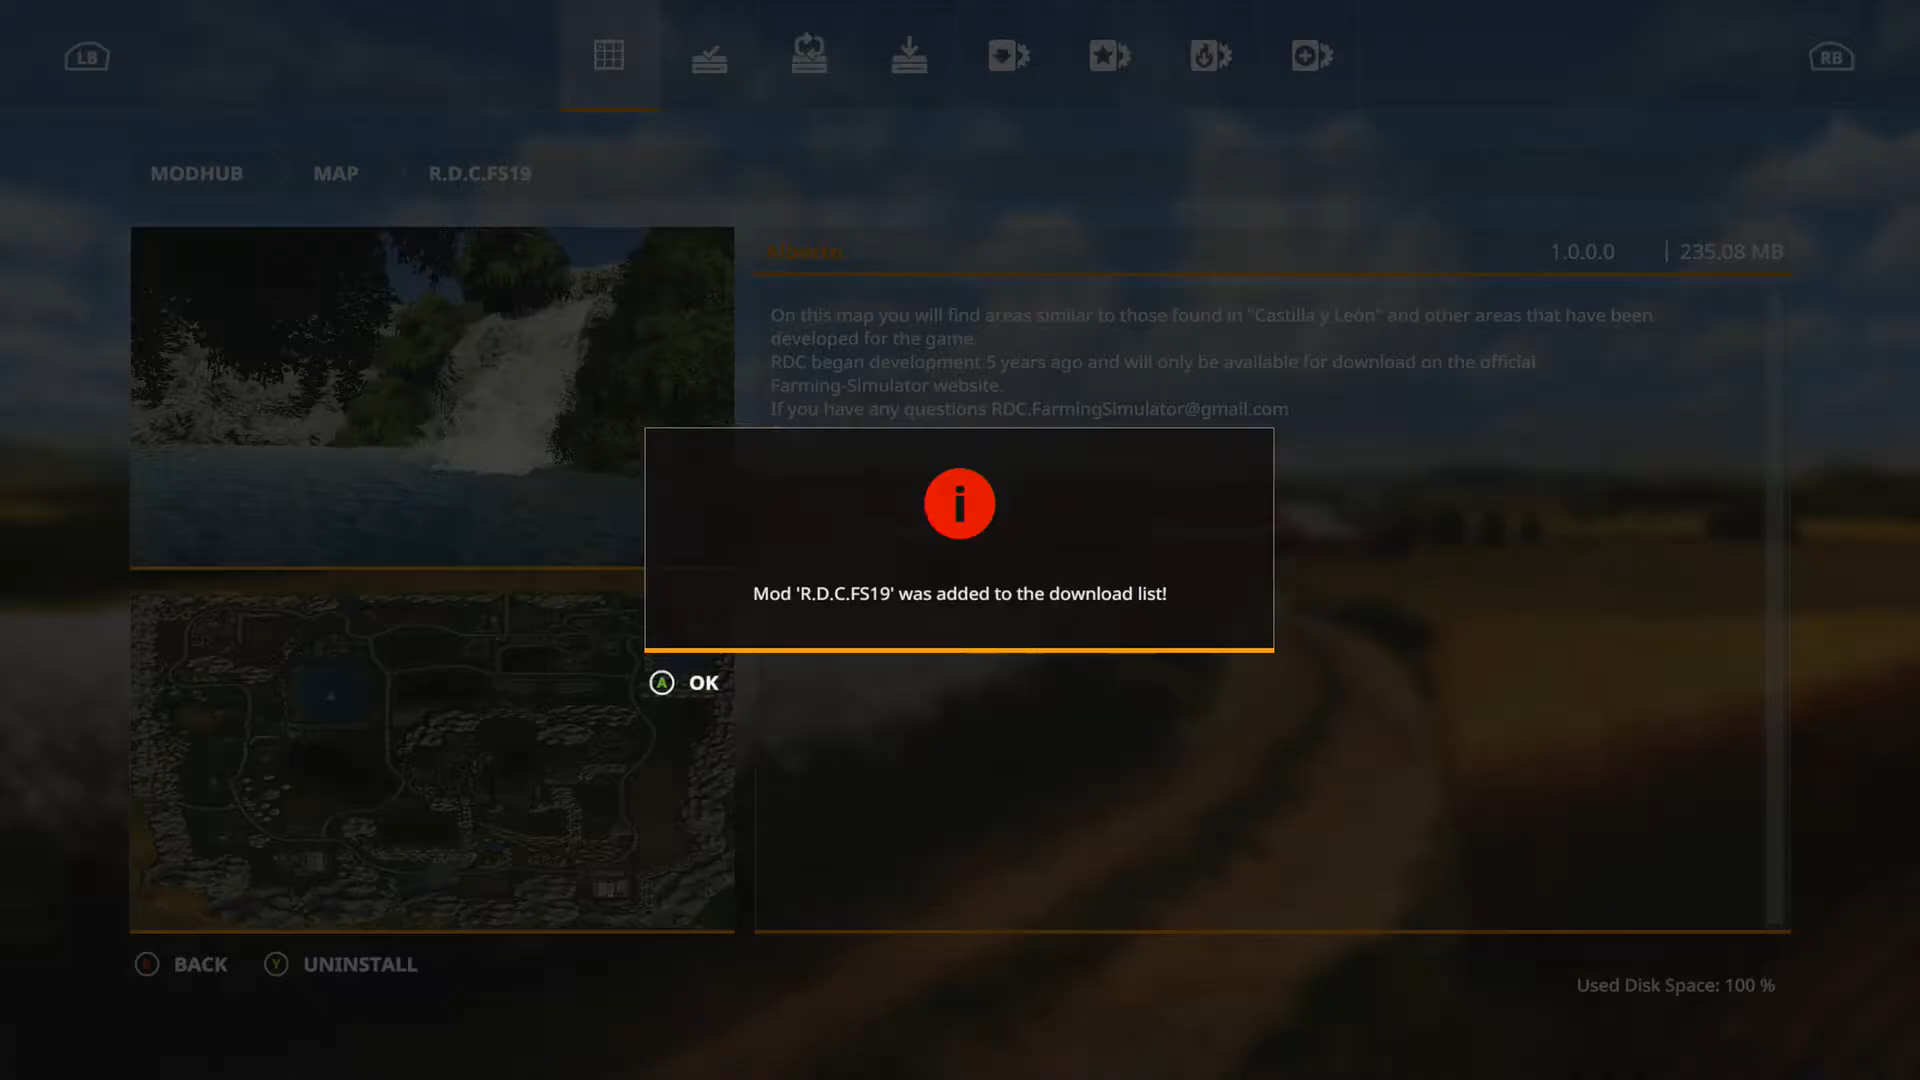 LB
RB
MODHUB
MAP
R.D.C.FS19
1.0.0.0
| 235.08 MB
On this map you will find areas similar to those found in "Castilla y León" and other areas that have been
developed for the game.
RDC began development 5 years ago and will only be available for download on the official
Farming-Simulator website.
If you have any questions RDC.FarmingSimulator@gmail.com
i
Mod 'R.D.C.FS19' was added to the download list!
A OK
B BACK
Y UNINSTALL
Used Disk Space: 100 %